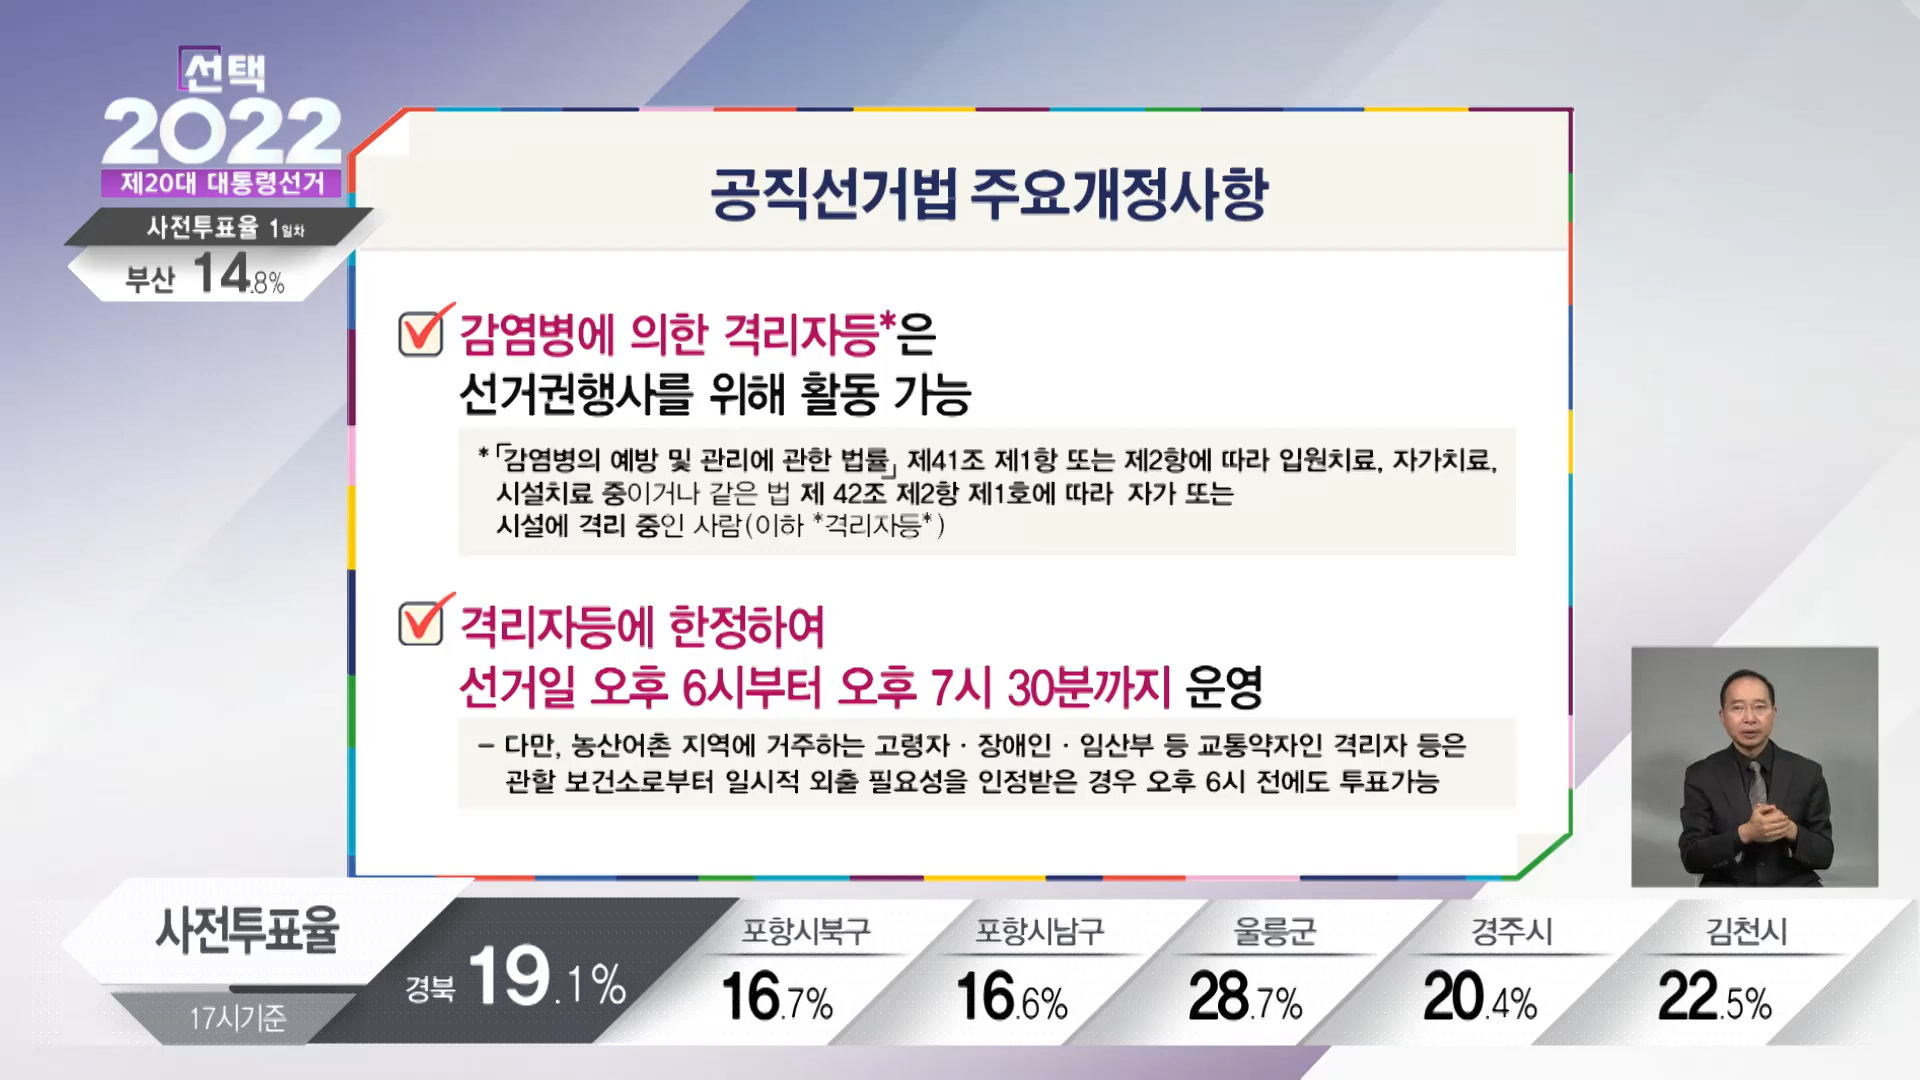 선택
2022
제20대 대통령선거
사전투표율 1일차
부산 14.8%
공직선거법 주요개정사항
감염병에 의한 격리자등*은
선거권행사를 위해 활동 가능
*「감염병의 예방 및 관리에 관한 법률」 제41조 제1항 또는 제2항에 따라 입원치료, 자가치료,
시설치료 중이거나 같은 법 제 42조 제2항 제1호에 따라 자가 또는
시설에 격리 중인 사람(이하 *격리자등*)
격리자등에 한정하여
선거일 오후 6시부터 오후 7시 30분까지 운영
- 다만, 농산어촌 지역에 거주하는 고령자 · 장애인 · 임산부 등 교통약자인 격리자 등은
관할 보건소로부터 일시적 외출 필요성을 인정받은 경우 오후 6시 전에도 투표가능
사전투표율
17시기준
경북 19.1%
포항시북구
16.7%
포항시남구
16.6%
울릉군
28.7%
경주시
20.4%
김천시
22.5%